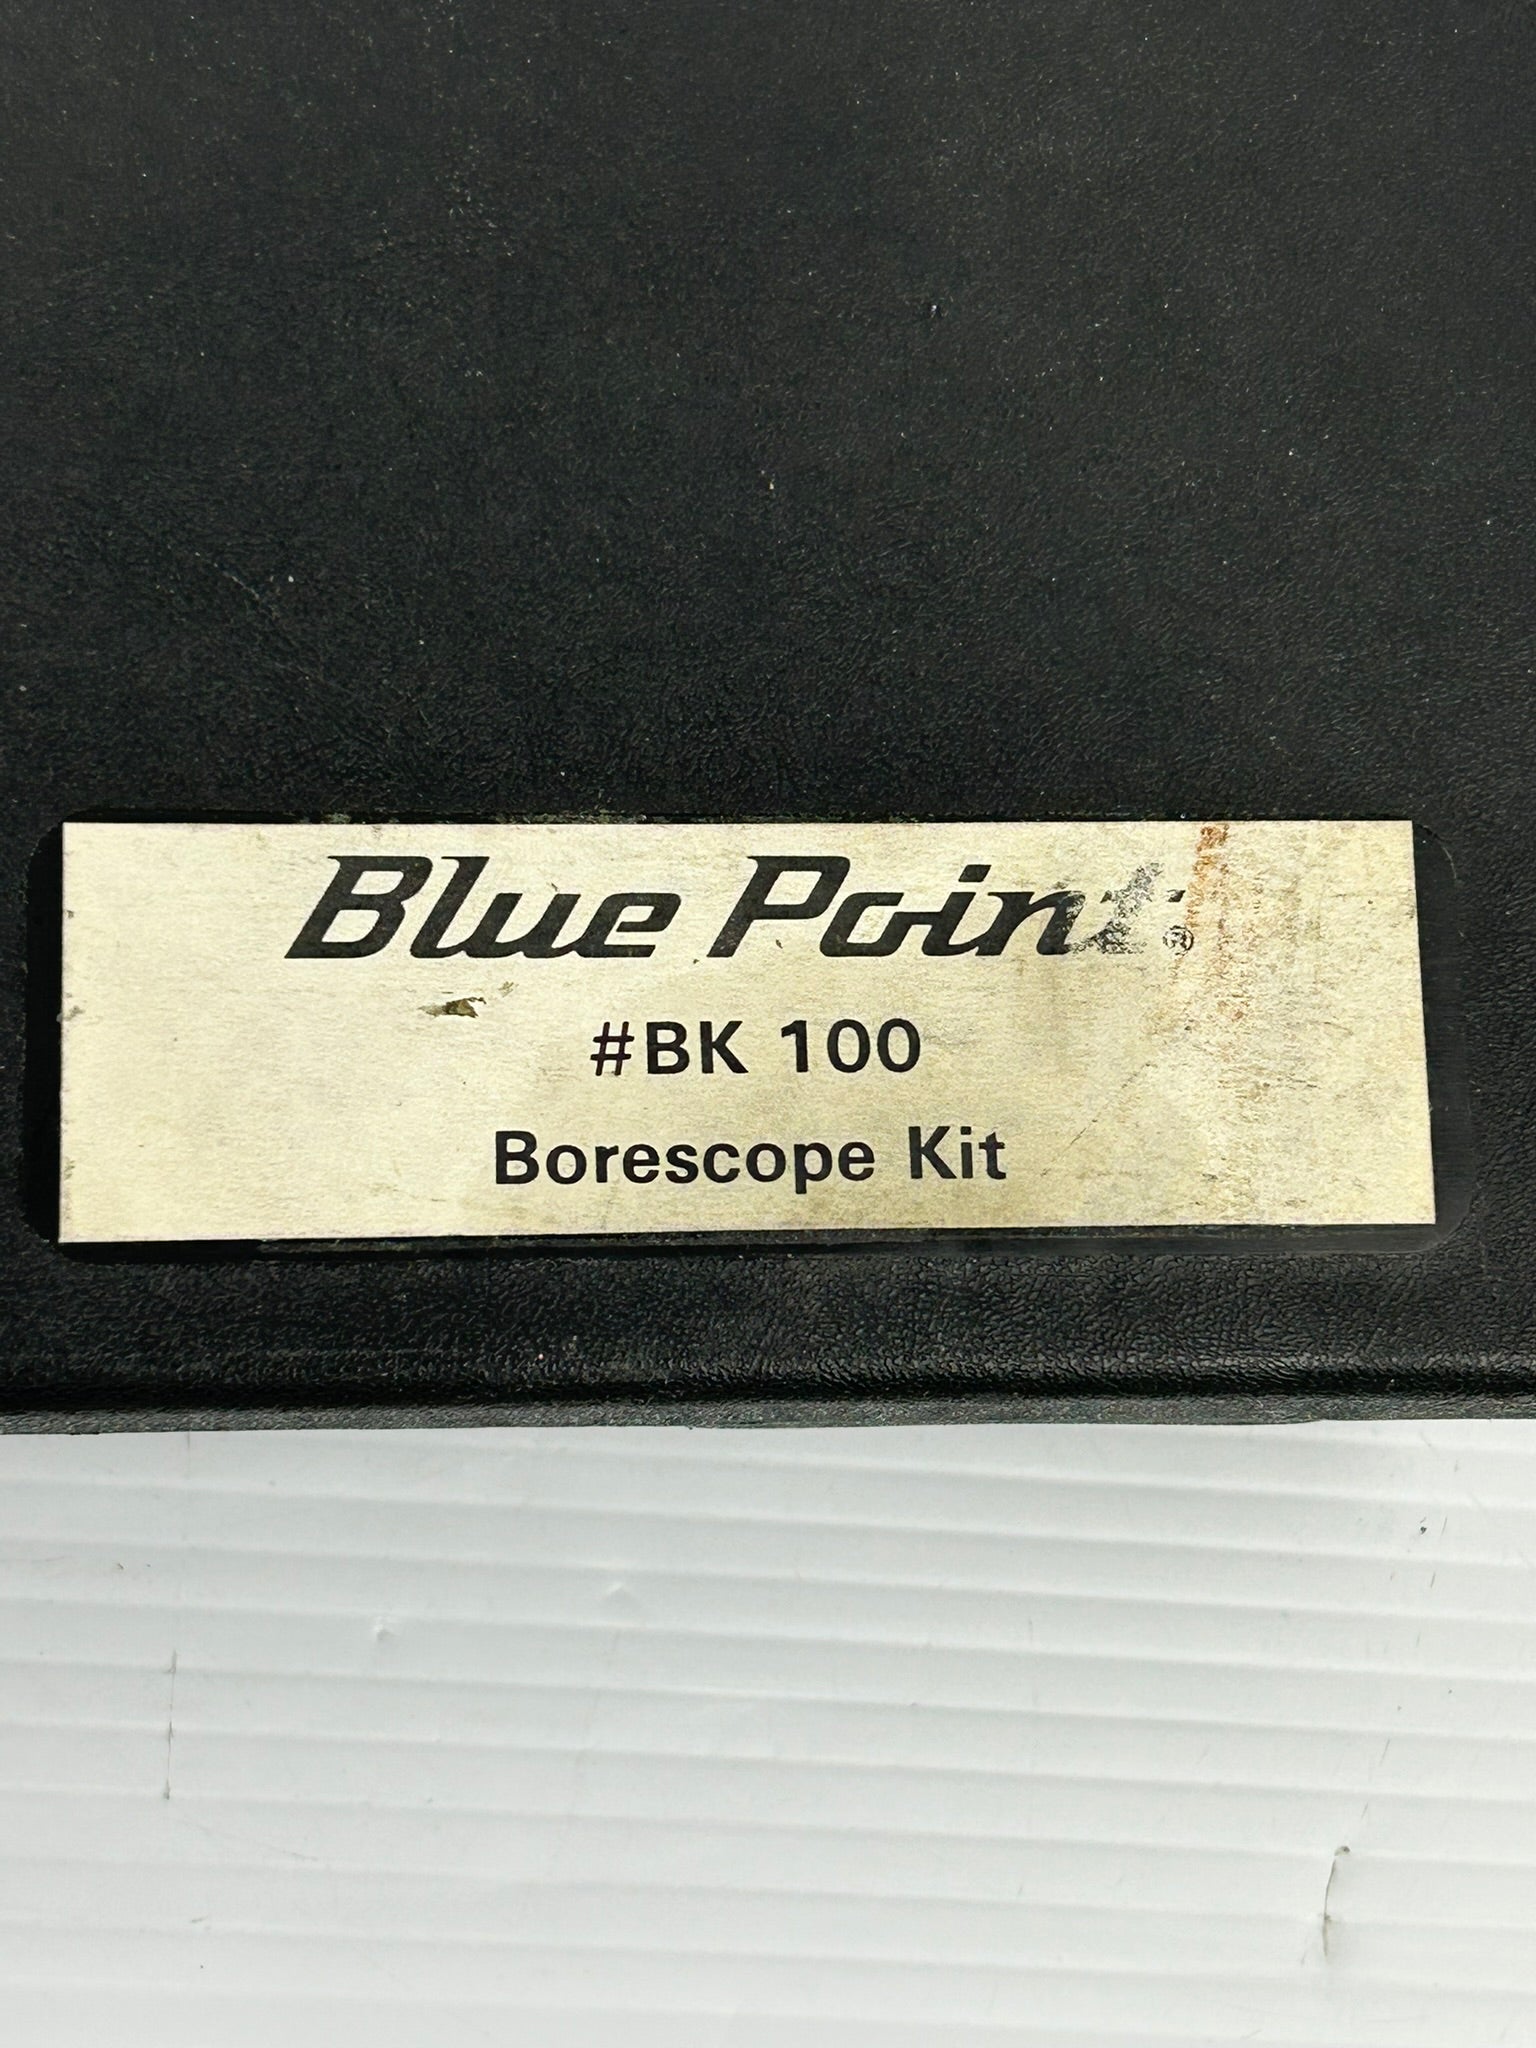 Blue Point®
#BK 100
Borescope Kit